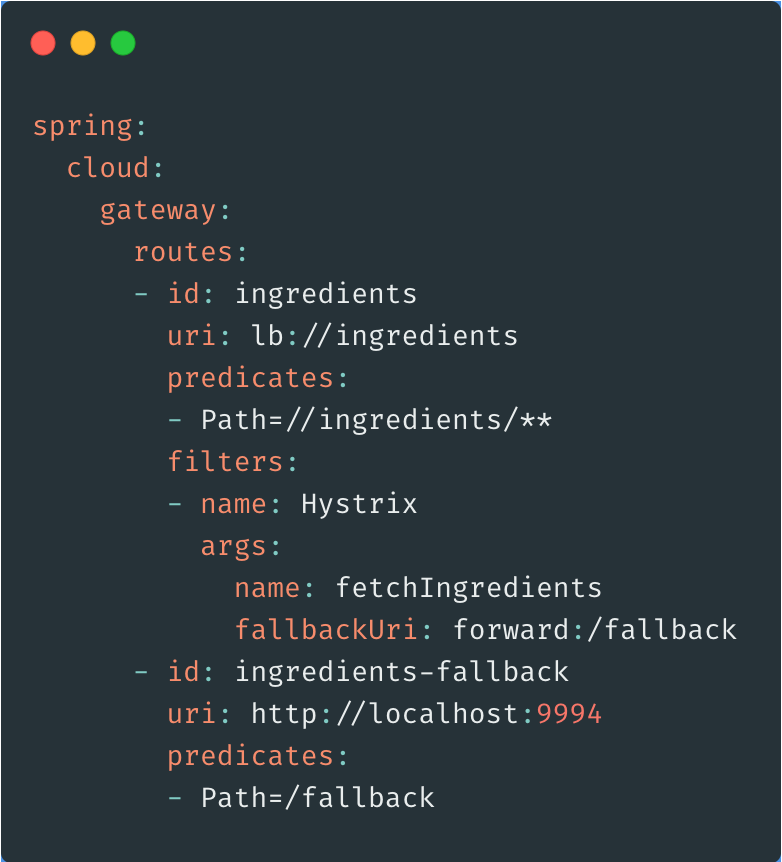 spring:
  cloud:
    gateway:
      routes:
      - id: ingredients
        uri: lb://ingredients
        predicates:
        - Path=//ingredients/**
        filters:
        - name: Hystrix
          args:
            name: fetchIngredients
            fallbackUri: forward:/fallback
      - id: ingredients-fallback
        uri: http://localhost:9994
        predicates:
        - Path=/fallback